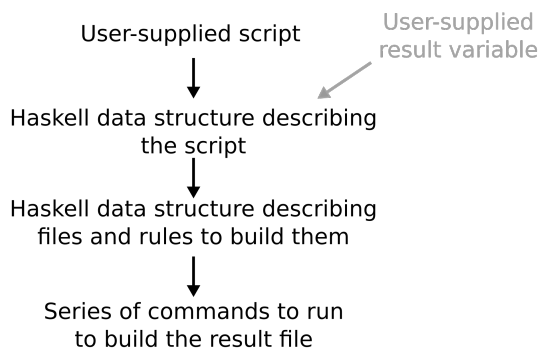 User-supplied script
User-supplied
result variable
Haskell data structure describing
the script
Haskell data structure describing
files and rules to build them
Series of commands to run
to build the result file